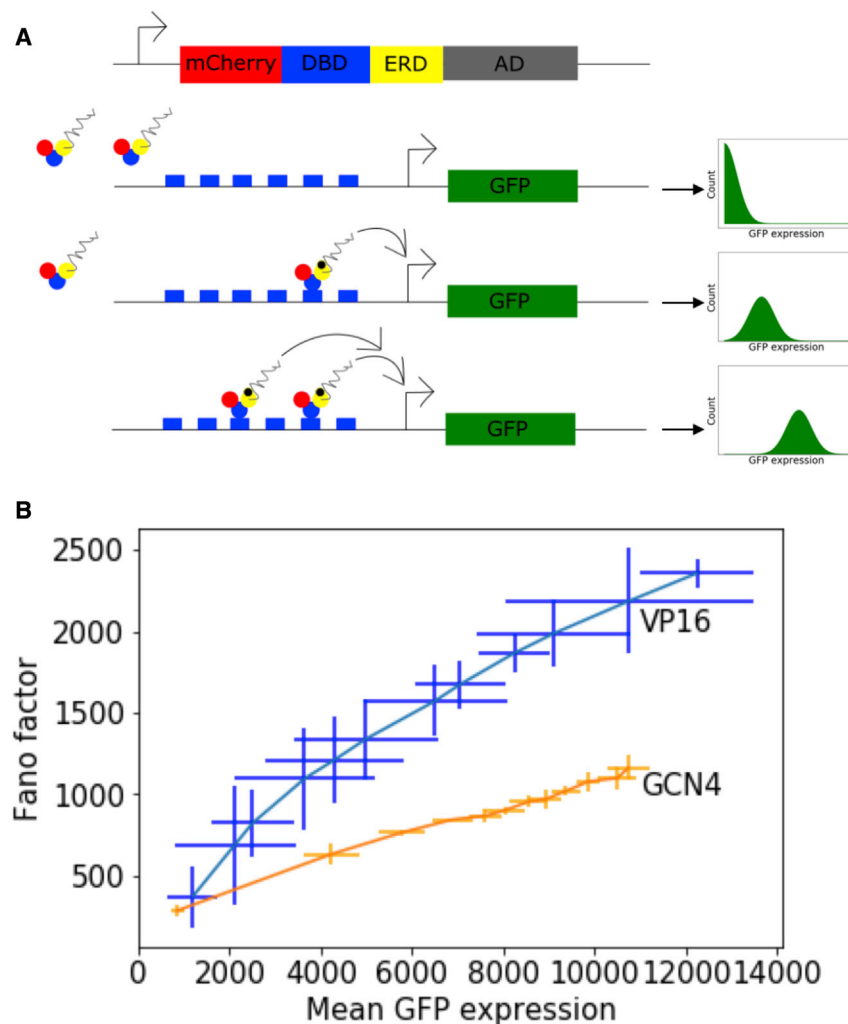 A
mCherry DBD ERD AD
GFP
Count
GFP expression
GFP
Count
GFP expression
GFP
Count
GFP expression
B
Fano factor
2500
2000
1500
1000
500
VP16
GCN4
0 2000 4000 6000 8000 10000 12000 14000
Mean GFP expression